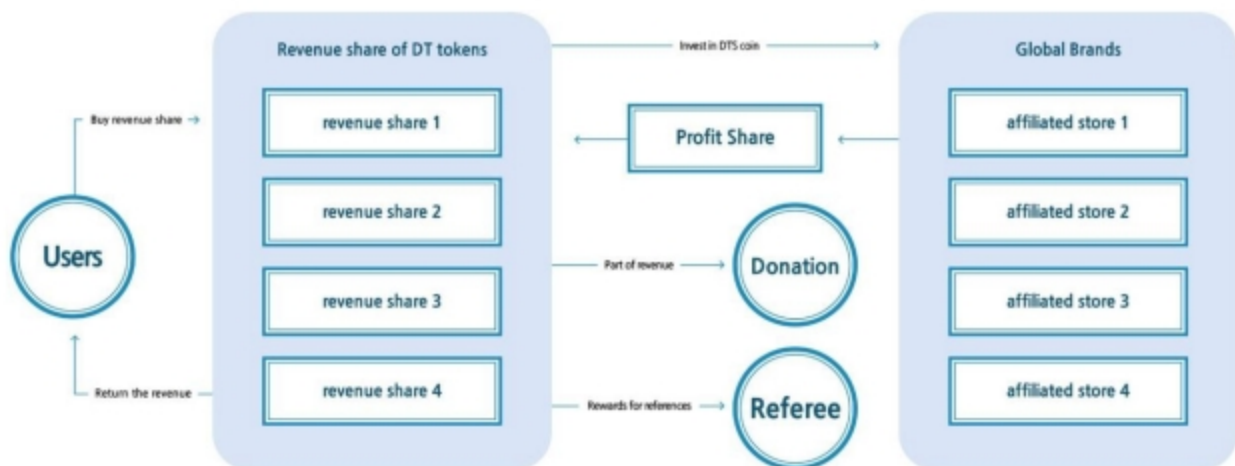 Revenue share of DT tokens
Invest in DTS coin
Global Brands
Buy revenue share
revenue share 1
Profit Share
affiliated store 1
revenue share 2
affiliated store 2
Users
Part of revenue
Donation
revenue share 3
affiliated store 3
Return the revenue
revenue share 4
Rewards for references
Referee
affiliated store 4